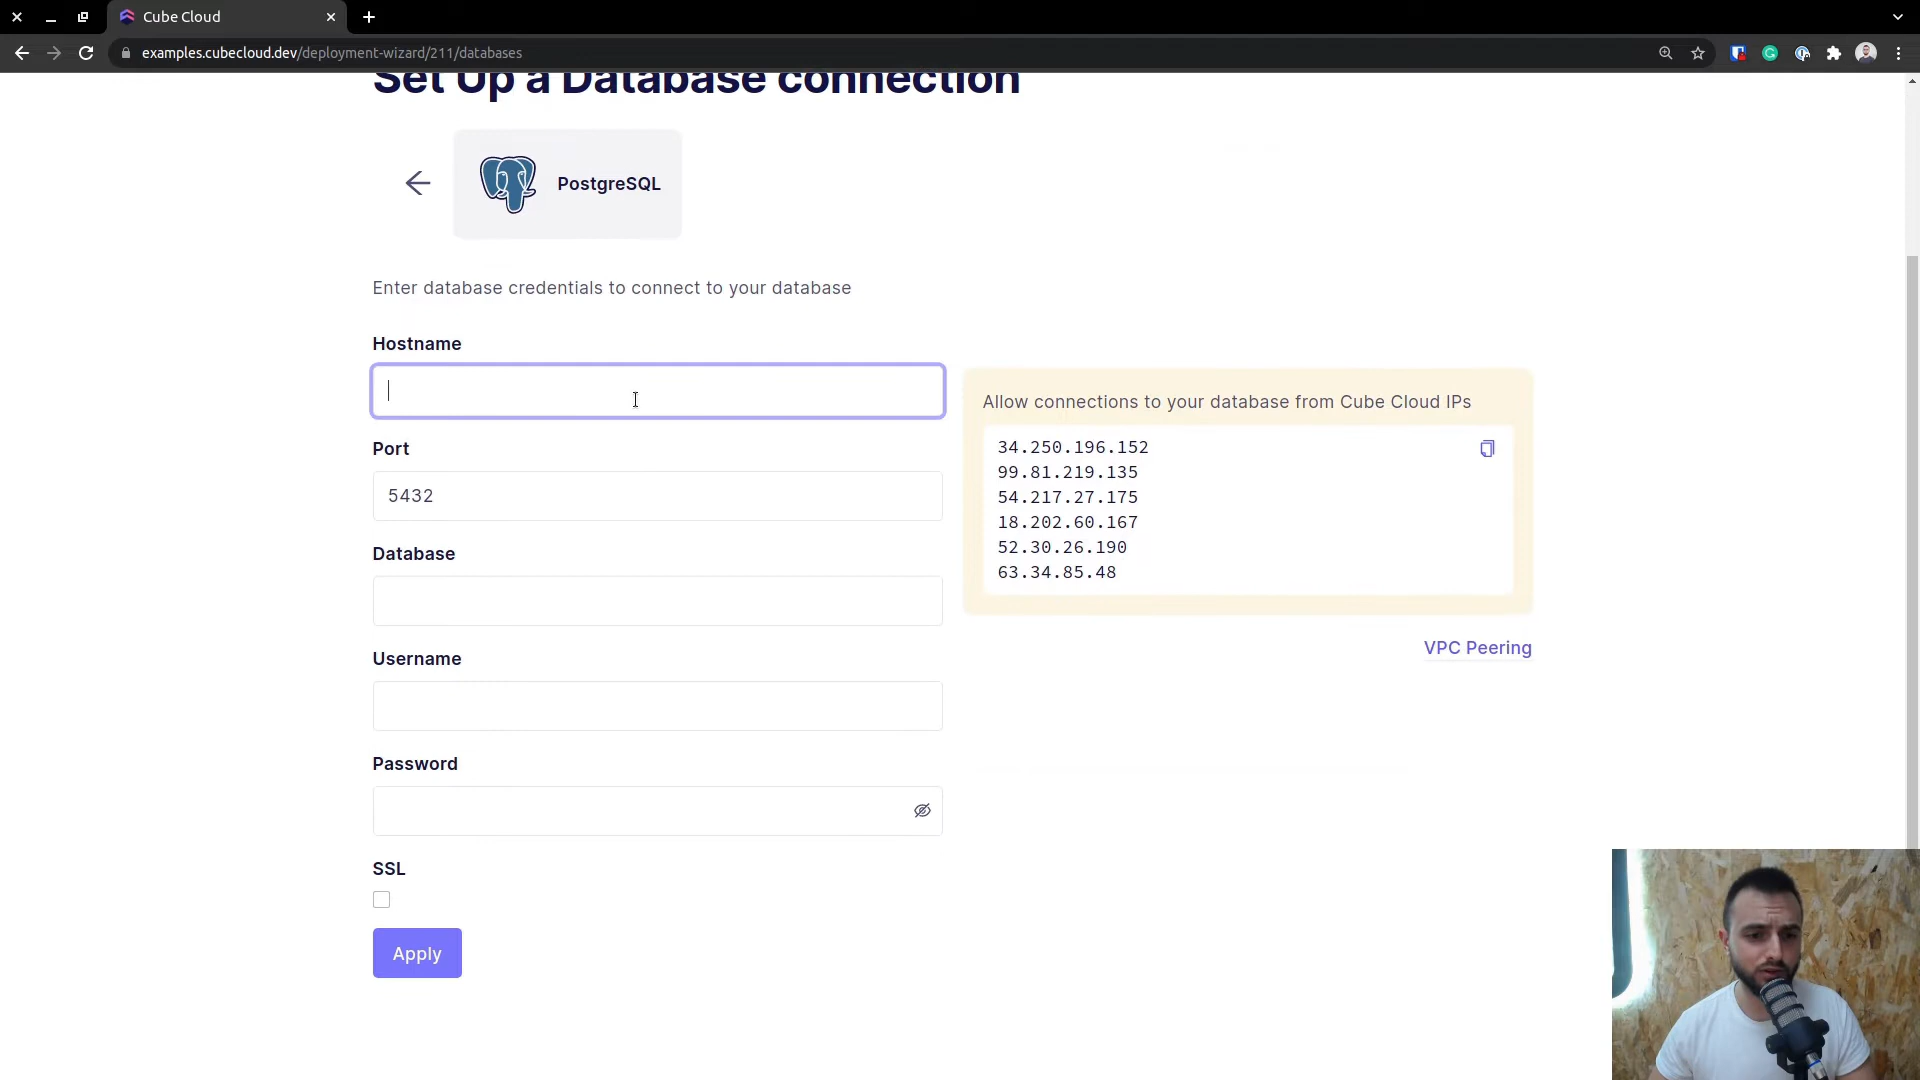 Cube Cloud
examples.cubecloud.dev/deployment-wizard/211/databases
Set Up a Database connection
PostgreSQL
Enter database credentials to connect to your database
Hostname
Port
5432
Database
Username
Password
SSL
Apply
Allow connections to your database from Cube Cloud IPs
34.250.196.152
99.81.219.135
54.217.27.175
18.202.60.167
52.30.26.190
63.34.85.48
VPC Peering